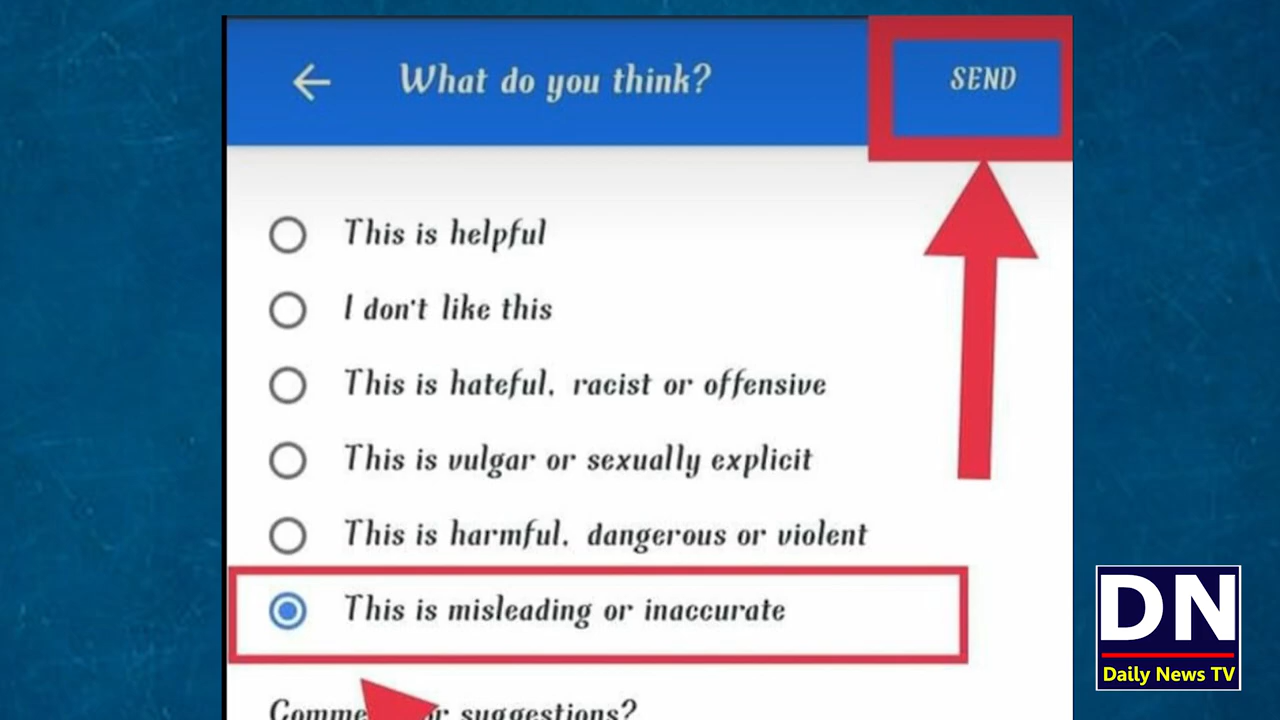 What do you think?
SEND
This is helpful
I don't like this
This is hateful, racist or offensive
This is vulgar or sexually explicit
This is harmful, dangerous or violent
This is misleading or inaccurate
suggestions?
DN
Daily News TV